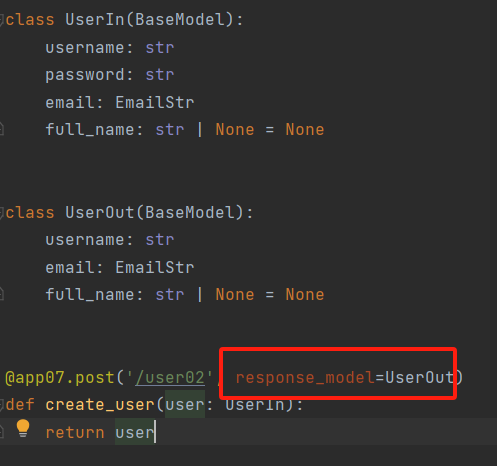 class UserIn(BaseModel):
    username: str
    password: str
    email: EmailStr
    full_name: str | None = None
class UserOut(BaseModel):
    username: str
    email: EmailStr
    full_name: str | None = None
@app07.post('/user02', response_model=UserOut)
def create_user(user: UserIn):
    return user